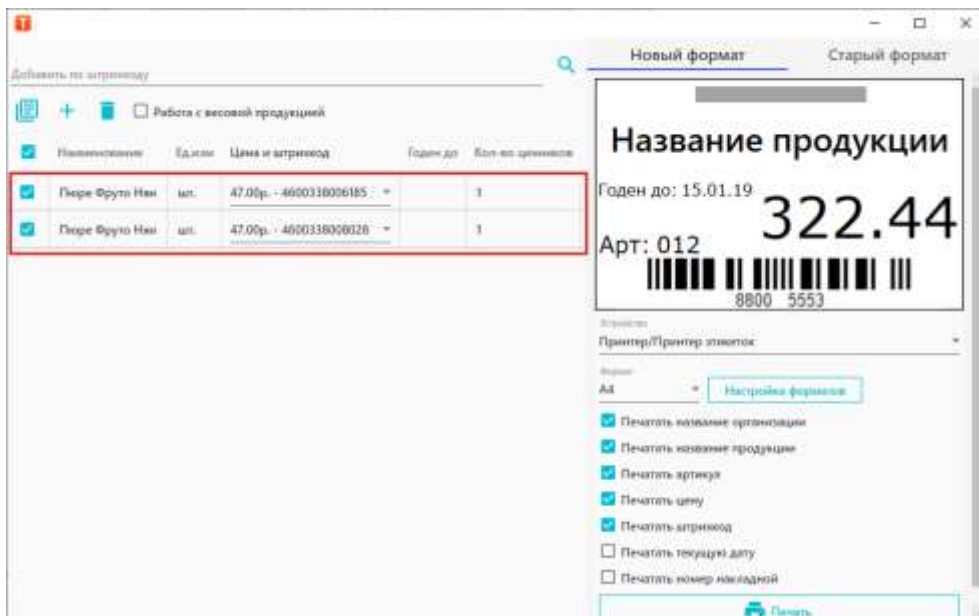 Т
Новый формат
Старый формат
Добавить по штрихкоду
Работа с весовой продукцией
Наименование Ед.изм Цена и штрихкод Годен до Кол-во ценников
Пюре Фруто Нян шт. 47.00р. - 4600338006185 1
Пюре Фруто Нян шт. 47.00р. - 4600338008028 1
Название продукции
Годен до: 15.01.19
322.44
Арт: 012
8800 5553
Устройство
Принтер/Принтер этикеток
Формат
A4
Настройка форматов
Печатать название организации
Печатать название продукции
Печатать артикул
Печатать цену
Печатать штрихкод
Печатать текущую дату
Печатать номер накладной
Печать